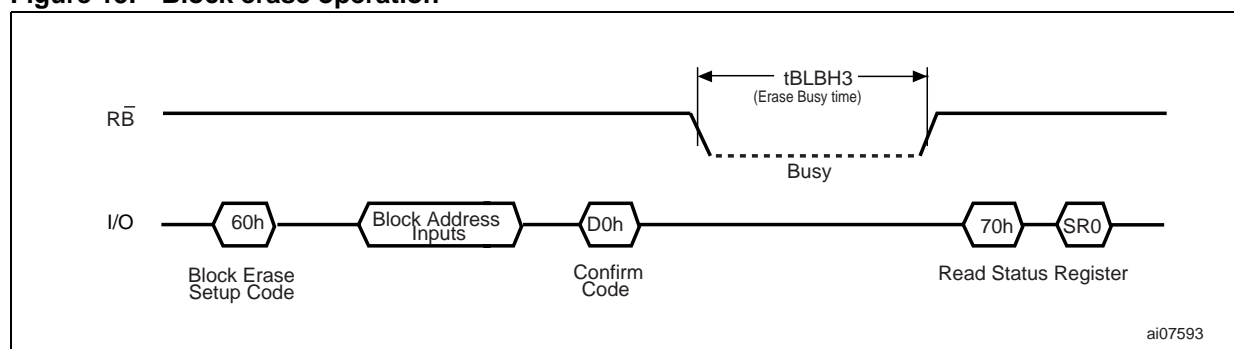 Figure 13. Block erase operation
tBLBH3
(Erase Busy time)
RB̅
Busy
I/O
60h
Block Address
Inputs
D0h
70h
SR0
Block Erase
Setup Code
Confirm
Code
Read Status Register
ai07593